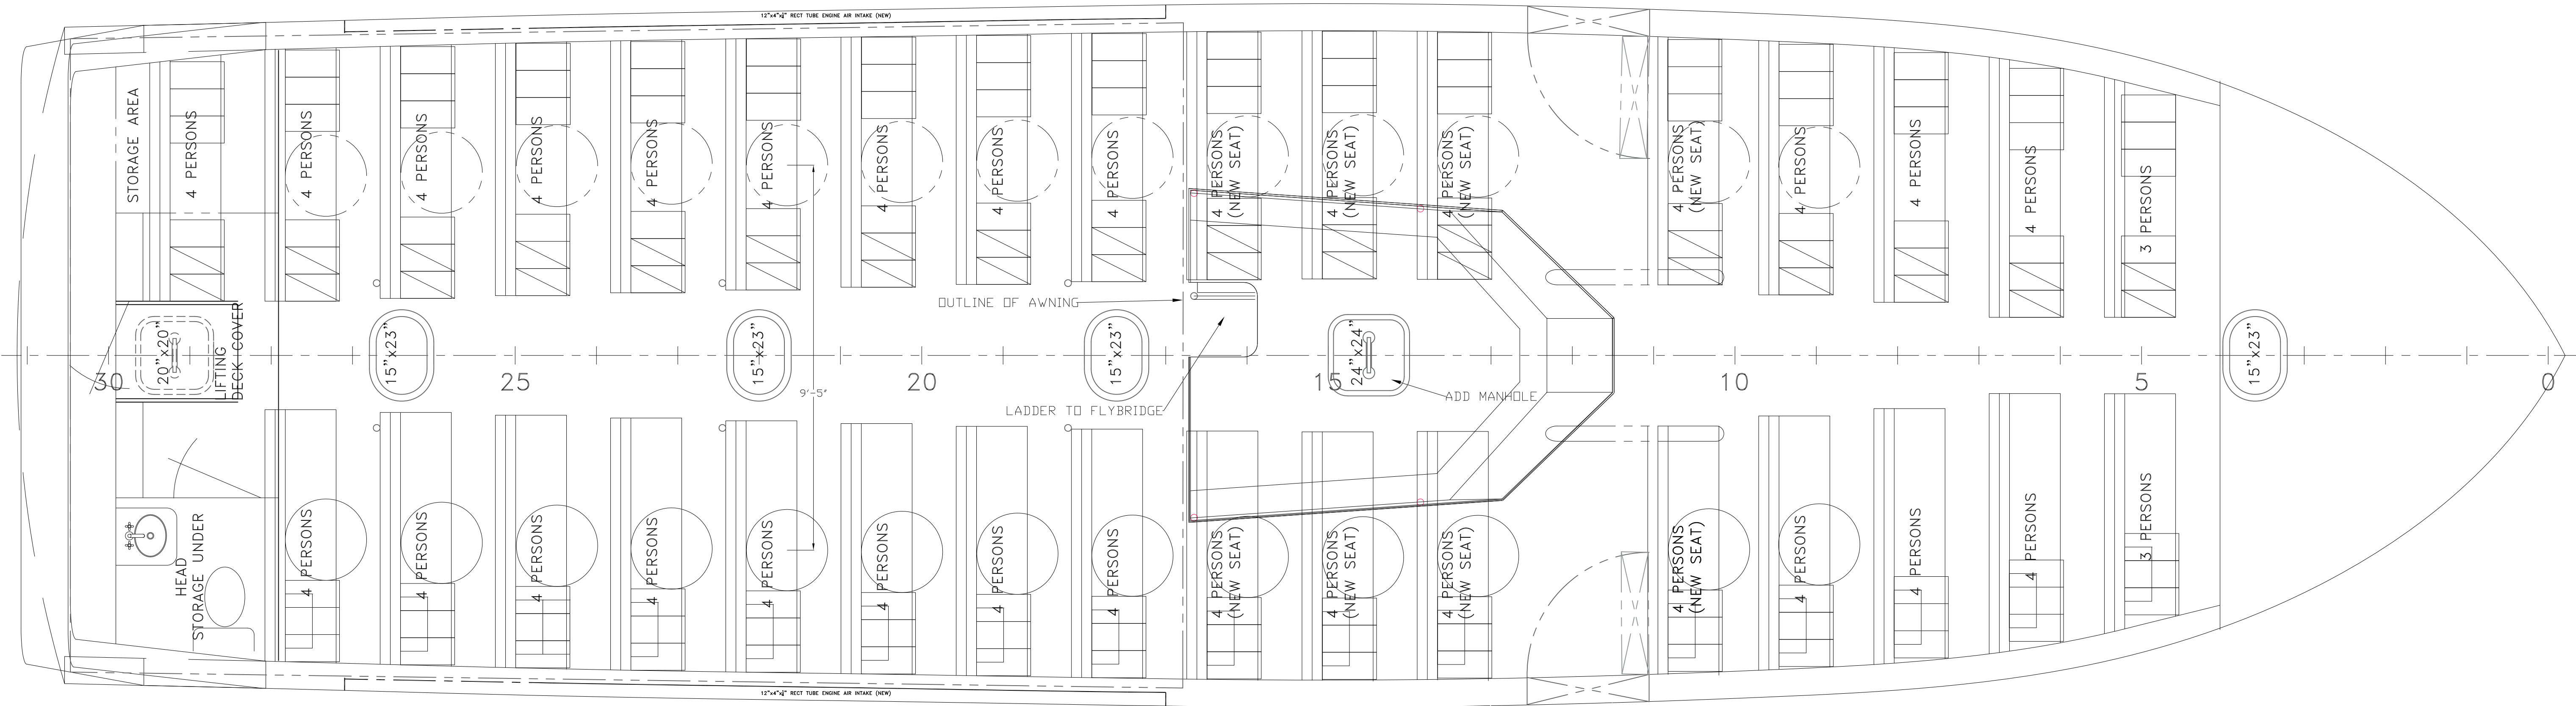 12"x4"x¼" RECT TUBE ENGINE AIR INTAKE (NEW)
STORAGE AREA
4 PERSONS
4 PERSONS
4 PERSONS
4 PERSONS
4 PERSONS
4 PERSONS
4 PERSONS
4 PERSONS
4 PERSONS
4 PERSONS
(NEW SEAT)
4 PERSONS
(NEW SEAT)
4 PERSONS
(NEW SEAT)
4 PERSONS
(NEW SEAT)
4 PERSONS
4 PERSONS
4 PERSONS
3 PERSONS
OUTLINE OF AWNING
20"x20"
LIFTING
DECK COVER
15"x23"
15"x23"
15"x23"
24"x24"
15"x23"
30
25
20
15
10
5
0
9'-5"
LADDER TO FLYBRIDGE
ADD MANHOLE
HEAD
STORAGE UNDER
4 PERSONS
4 PERSONS
4 PERSONS
4 PERSONS
4 PERSONS
4 PERSONS
4 PERSONS
4 PERSONS
4 PERSONS
(NEW SEAT)
4 PERSONS
(NEW SEAT)
4 PERSONS
(NEW SEAT)
4 PERSONS
(NEW SEAT)
4 PERSONS
4 PERSONS
4 PERSONS
3 PERSONS
12"x4"x¼" RECT TUBE ENGINE AIR INTAKE (NEW)